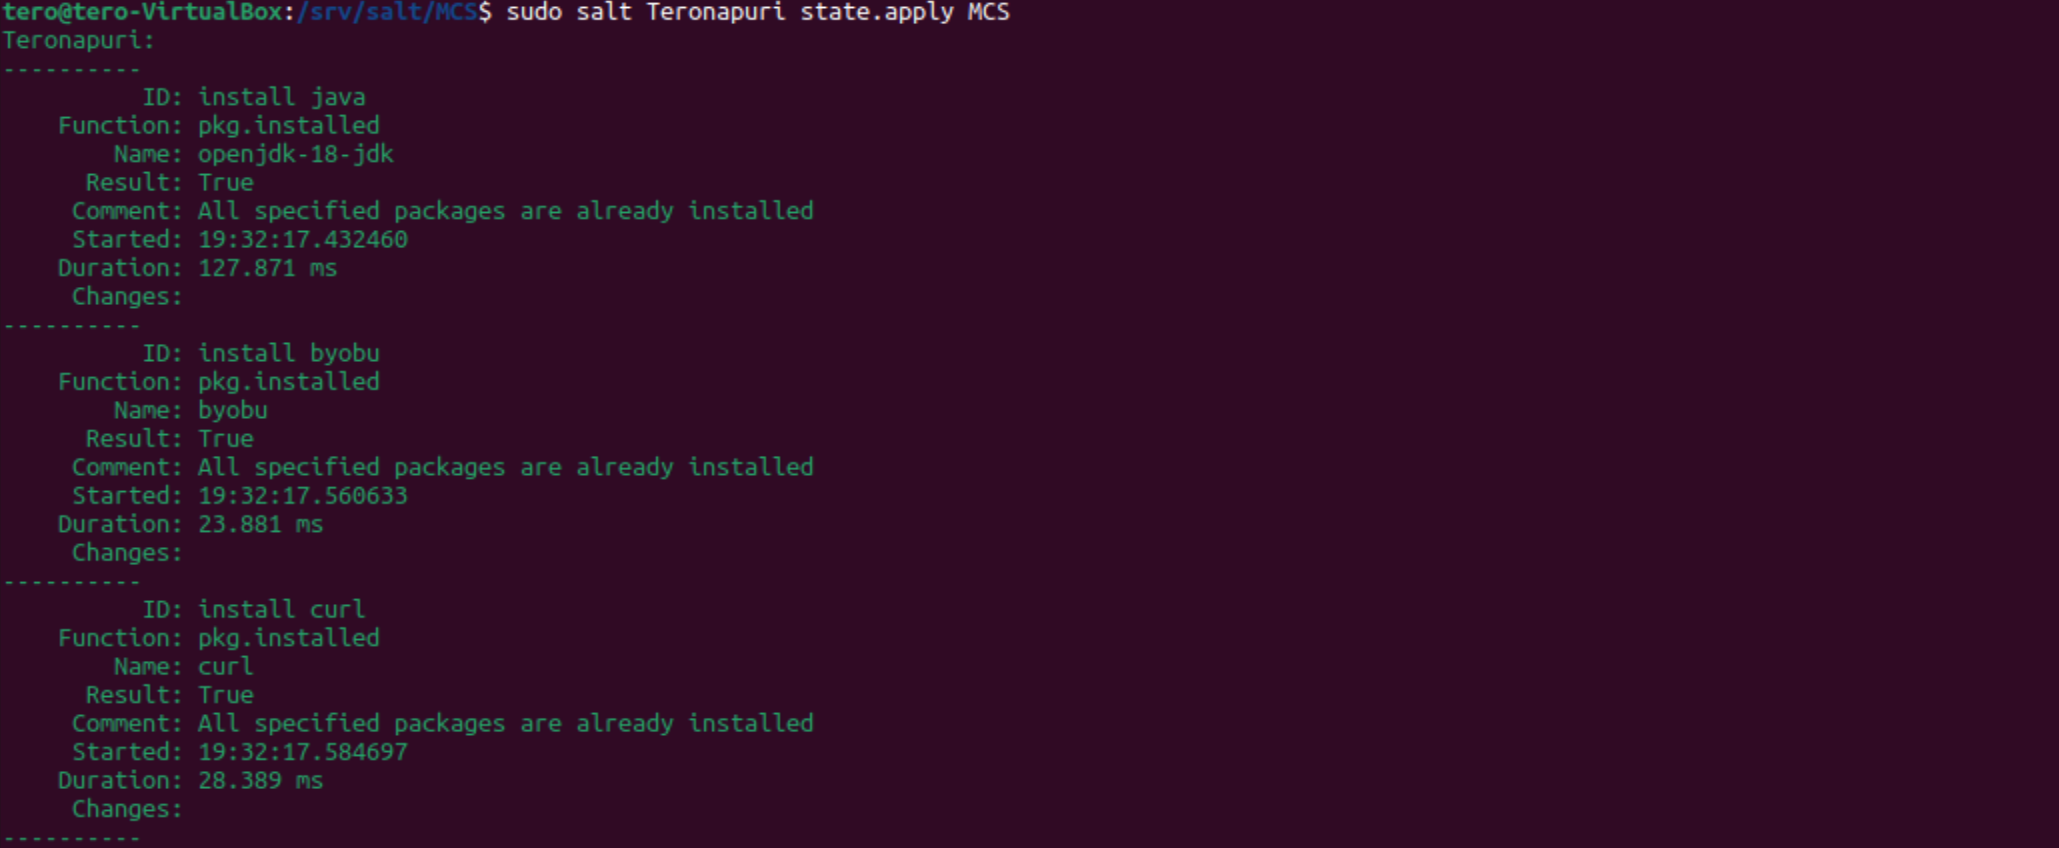 tero@tero-VirtualBox:/srv/salt/MCS$ sudo salt Teronapuri state.apply MCS
Teronapuri:
----------
          ID: install java
    Function: pkg.installed
        Name: openjdk-18-jdk
      Result: True
     Comment: All specified packages are already installed
     Started: 19:32:17.432460
    Duration: 127.871 ms
     Changes:
----------
          ID: install byobu
    Function: pkg.installed
        Name: byobu
      Result: True
     Comment: All specified packages are already installed
     Started: 19:32:17.560633
    Duration: 23.881 ms
     Changes:
----------
          ID: install curl
    Function: pkg.installed
        Name: curl
      Result: True
     Comment: All specified packages are already installed
     Started: 19:32:17.584697
    Duration: 28.389 ms
     Changes:
----------